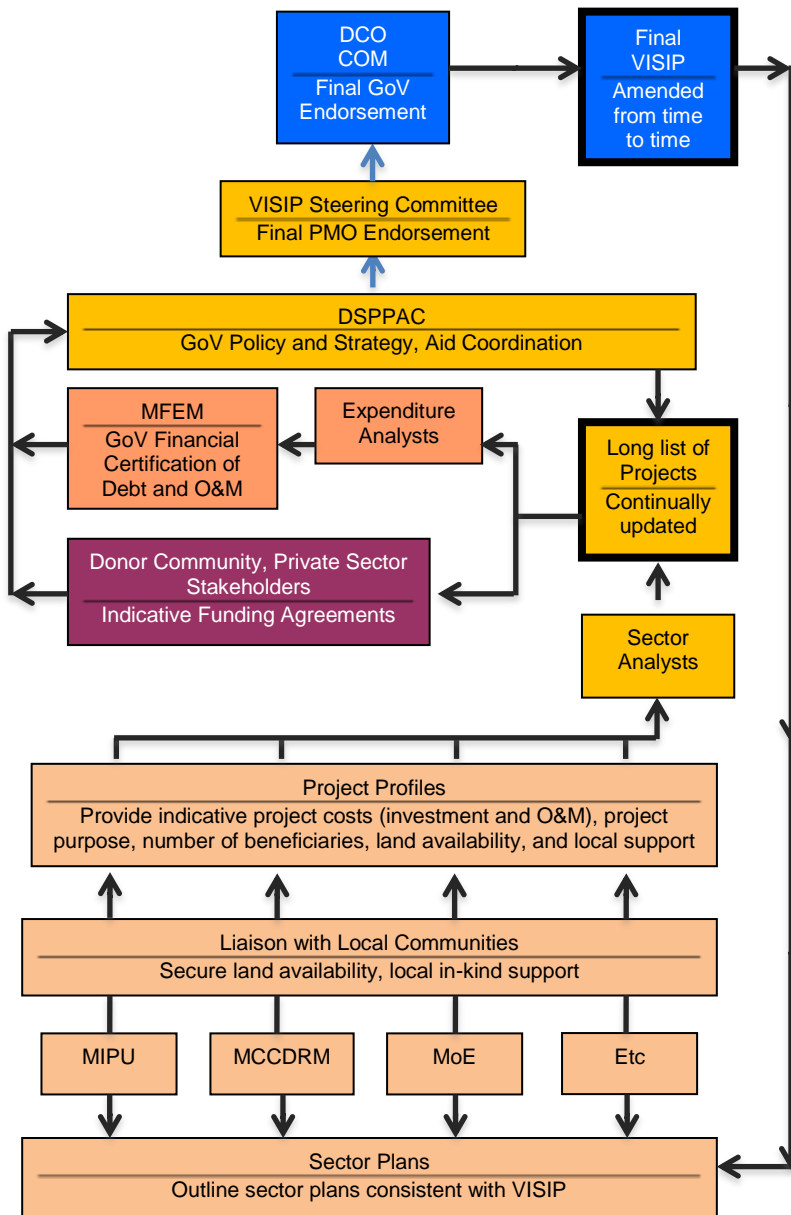 DCO
COM
Final GoV
Endorsement
Final
VISIP
Amended
from time
to time
VISIP Steering Committee
Final PMO Endorsement
DSPPAC
GoV Policy and Strategy, Aid Coordination
MFEM
GoV Financial
Certification of
Debt and O&M
Expenditure
Analysts
Long list of
Projects
Continually
updated
Donor Community, Private Sector
Stakeholders
Indicative Funding Agreements
Sector
Analysts
Project Profiles
Provide indicative project costs (investment and O&M), project
purpose, number of beneficiaries, land availability, and local support
Liaison with Local Communities
Secure land availability, local in-kind support
MIPU
MCCDRM
MoE
Etc
Sector Plans
Outline sector plans consistent with VISIP